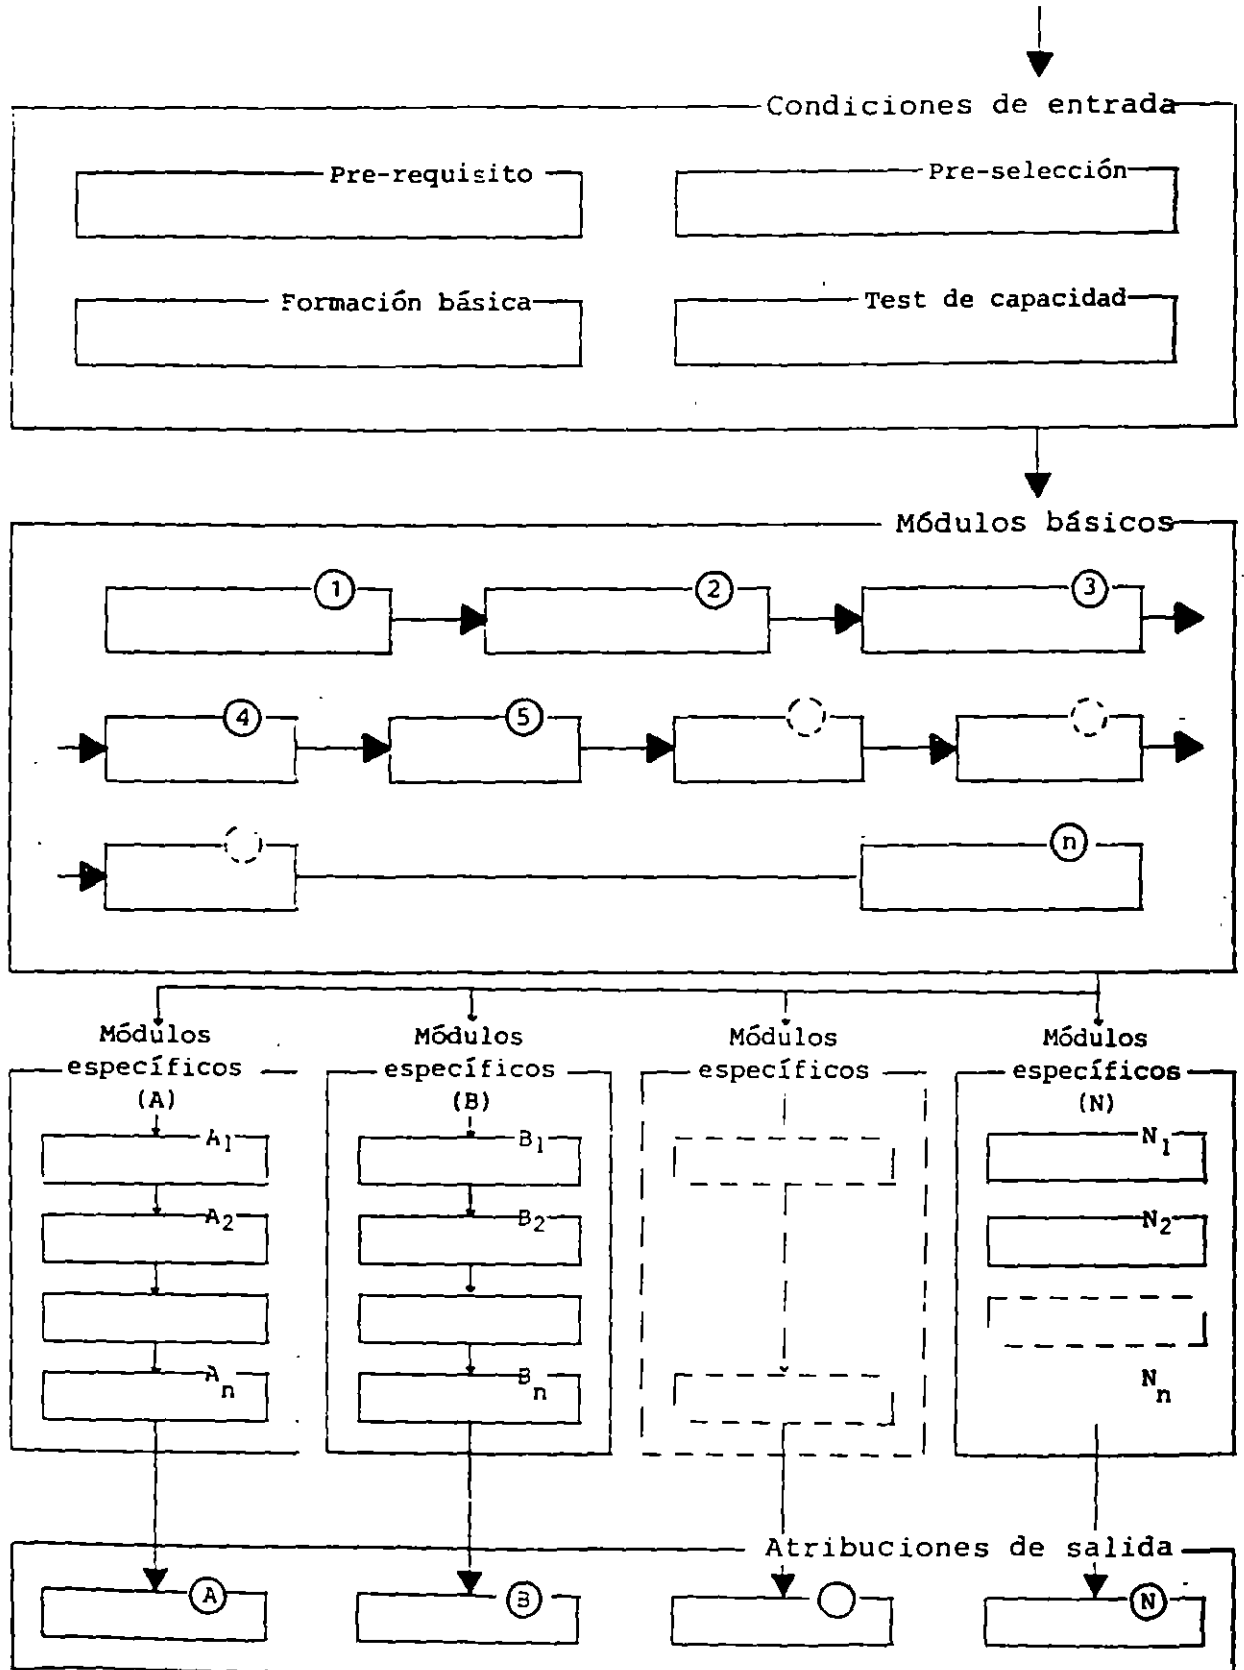 Condiciones de entrada
Pre-requisito
Pre-selección
Formación básica
Test de capacidad
Módulos básicos
1
2
3
4
5
n
Módulos
específicos
(A)
A1
A2
An
Módulos
específicos
(B)
B1
B2
Bn
Módulos
específicos
Módulos
específicos
(N)
N1
N2
Nn
Atribuciones de salida
A
B
N